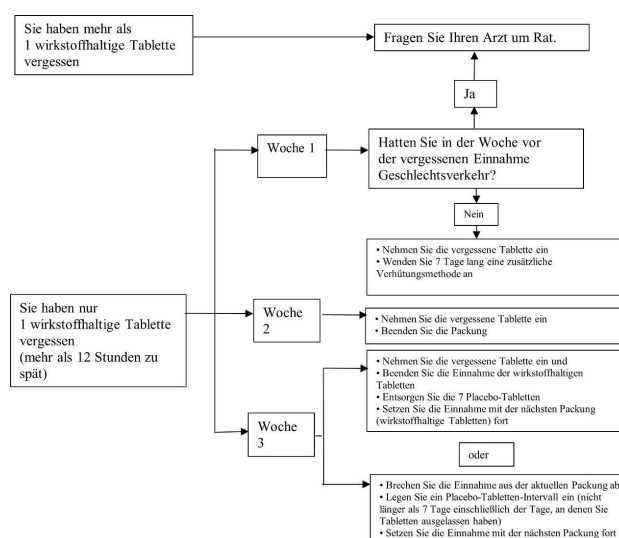 Sie haben mehr als
1 wirkstoffhaltige Tablette
vergessen
Fragen Sie Ihren Arzt um Rat.
Ja
Woche 1
Hatten Sie in der Woche vor
der vergessenen Einnahme
Geschlechtsverkehr?
Nein
• Nehmen Sie die vergessene Tablette ein
• Wenden Sie 7 Tage lang eine zusätzliche
Verhütungsmethode an
Sie haben nur
1 wirkstoffhaltige Tablette
vergessen
(mehr als 12 Stunden zu
spät)
Woche
2
• Nehmen Sie die vergessene Tablette ein
• Beenden Sie die Packung
Woche
3
• Nehmen Sie die vergessene Tablette ein und
• Beenden Sie die Einnahme der wirkstoffhaltigen
Tabletten
• Entsorgen Sie die 7 Placebo-Tabletten
• Setzen Sie die Einnahme mit der nächsten Packung
(wirkstoffhaltige Tabletten) fort
oder
• Brechen Sie die Einnahme aus der aktuellen Packung ab
• Legen Sie ein Placebo-Tabletten-Intervall ein (nicht
länger als 7 Tage einschließlich der Tage, an denen Sie
Tabletten ausgelassen haben)
• Setzen Sie die Einnahme mit der nächsten Packung fort